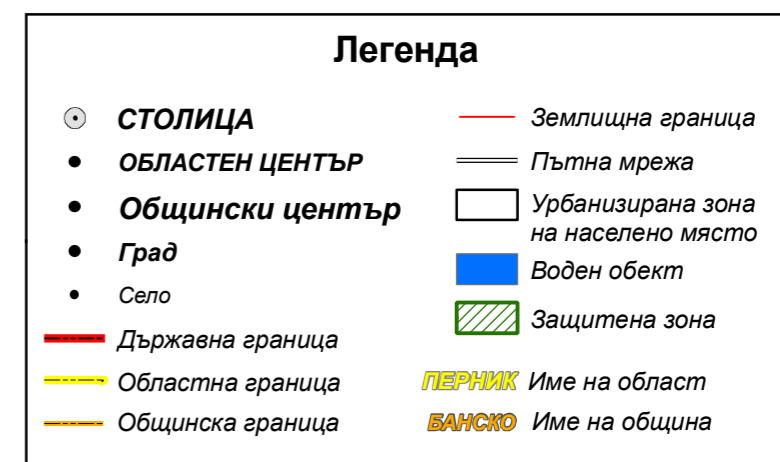 Легенда
СТОЛИЦА
ОБЛАСТЕН ЦЕНТЪР
Общински център
Град
Село
Държавна граница
Областна граница
Общинска граница
Землищна граница
Пътна мрежа
Урбанизирана зона
на населено място
Воден обект
Защитена зона
ПЕРНИК Име на област
БАНСКО Име на община